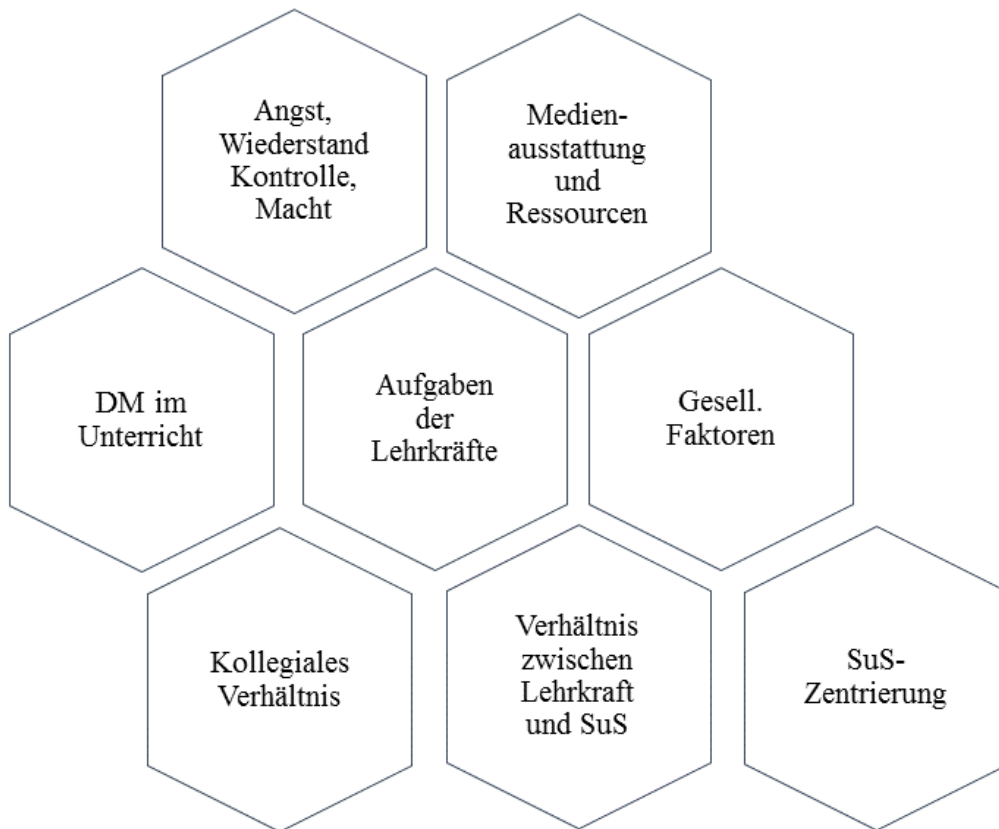 Angst,
Wiederstand
Kontrolle,
Macht
Medien-
ausstattung
und
Ressourcen
DM im
Unterricht
Aufgaben
der
Lehrkräfte
Gesell.
Faktoren
Kollegiales
Verhältnis
Verhältnis
zwischen
Lehrkraft
und SuS
SuS-
Zentrierung